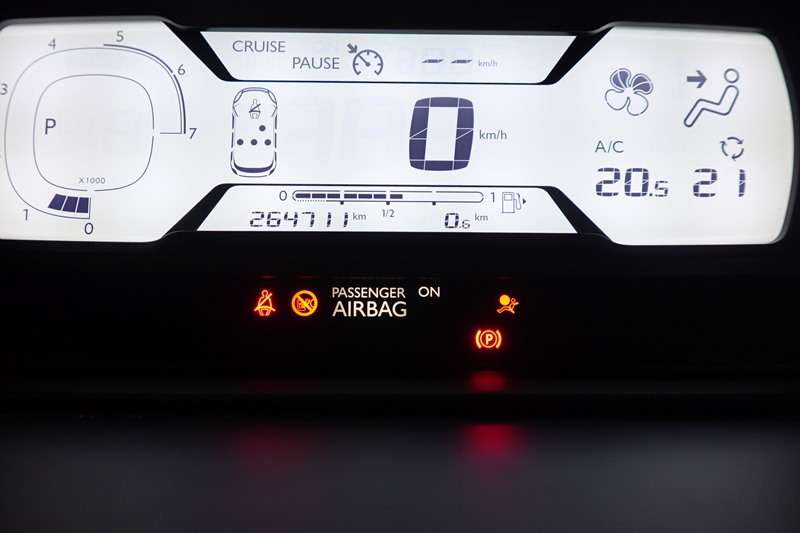 4
5
6
7
3
P
X1000
1
0
CRUISE
PAUSE
-- km/h
0 km/h
0 1/2 1
264711 km
0.6 km
A/C
20.5 21
PASSENGER ON
AIRBAG
P